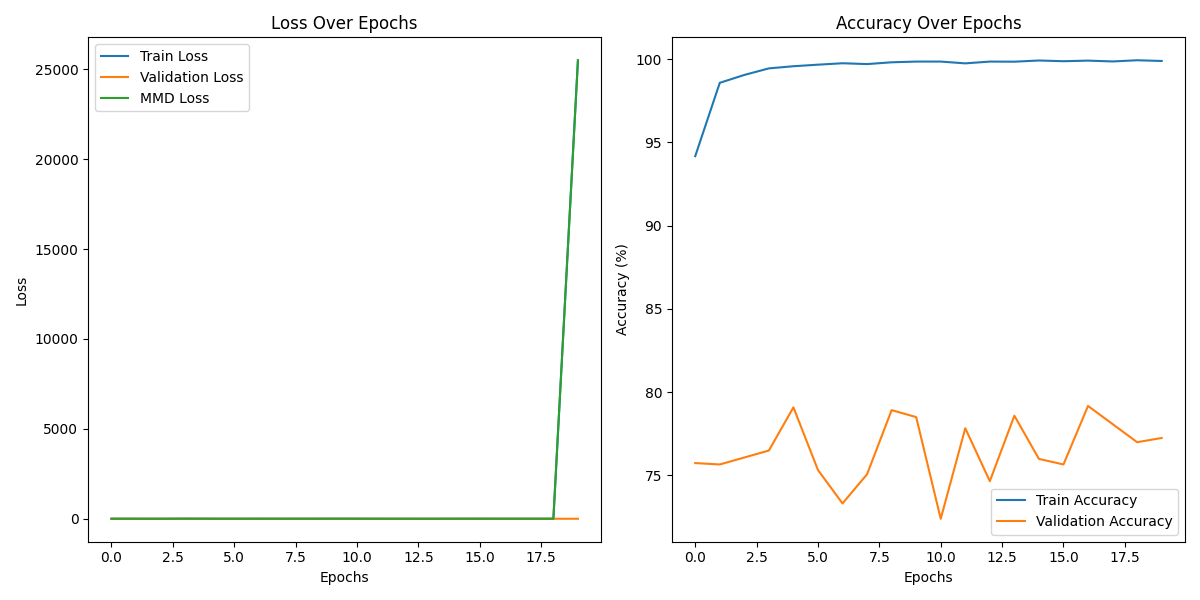 Loss Over Epochs
Train Loss
Validation Loss
MMD Loss
25000
20000
15000
10000
5000
0
Loss
0.0 2.5 5.0 7.5 10.0 12.5 15.0 17.5
Epochs
Accuracy Over Epochs
100
95
90
85
80
75
Accuracy (%)
Train Accuracy
Validation Accuracy
0.0 2.5 5.0 7.5 10.0 12.5 15.0 17.5
Epochs